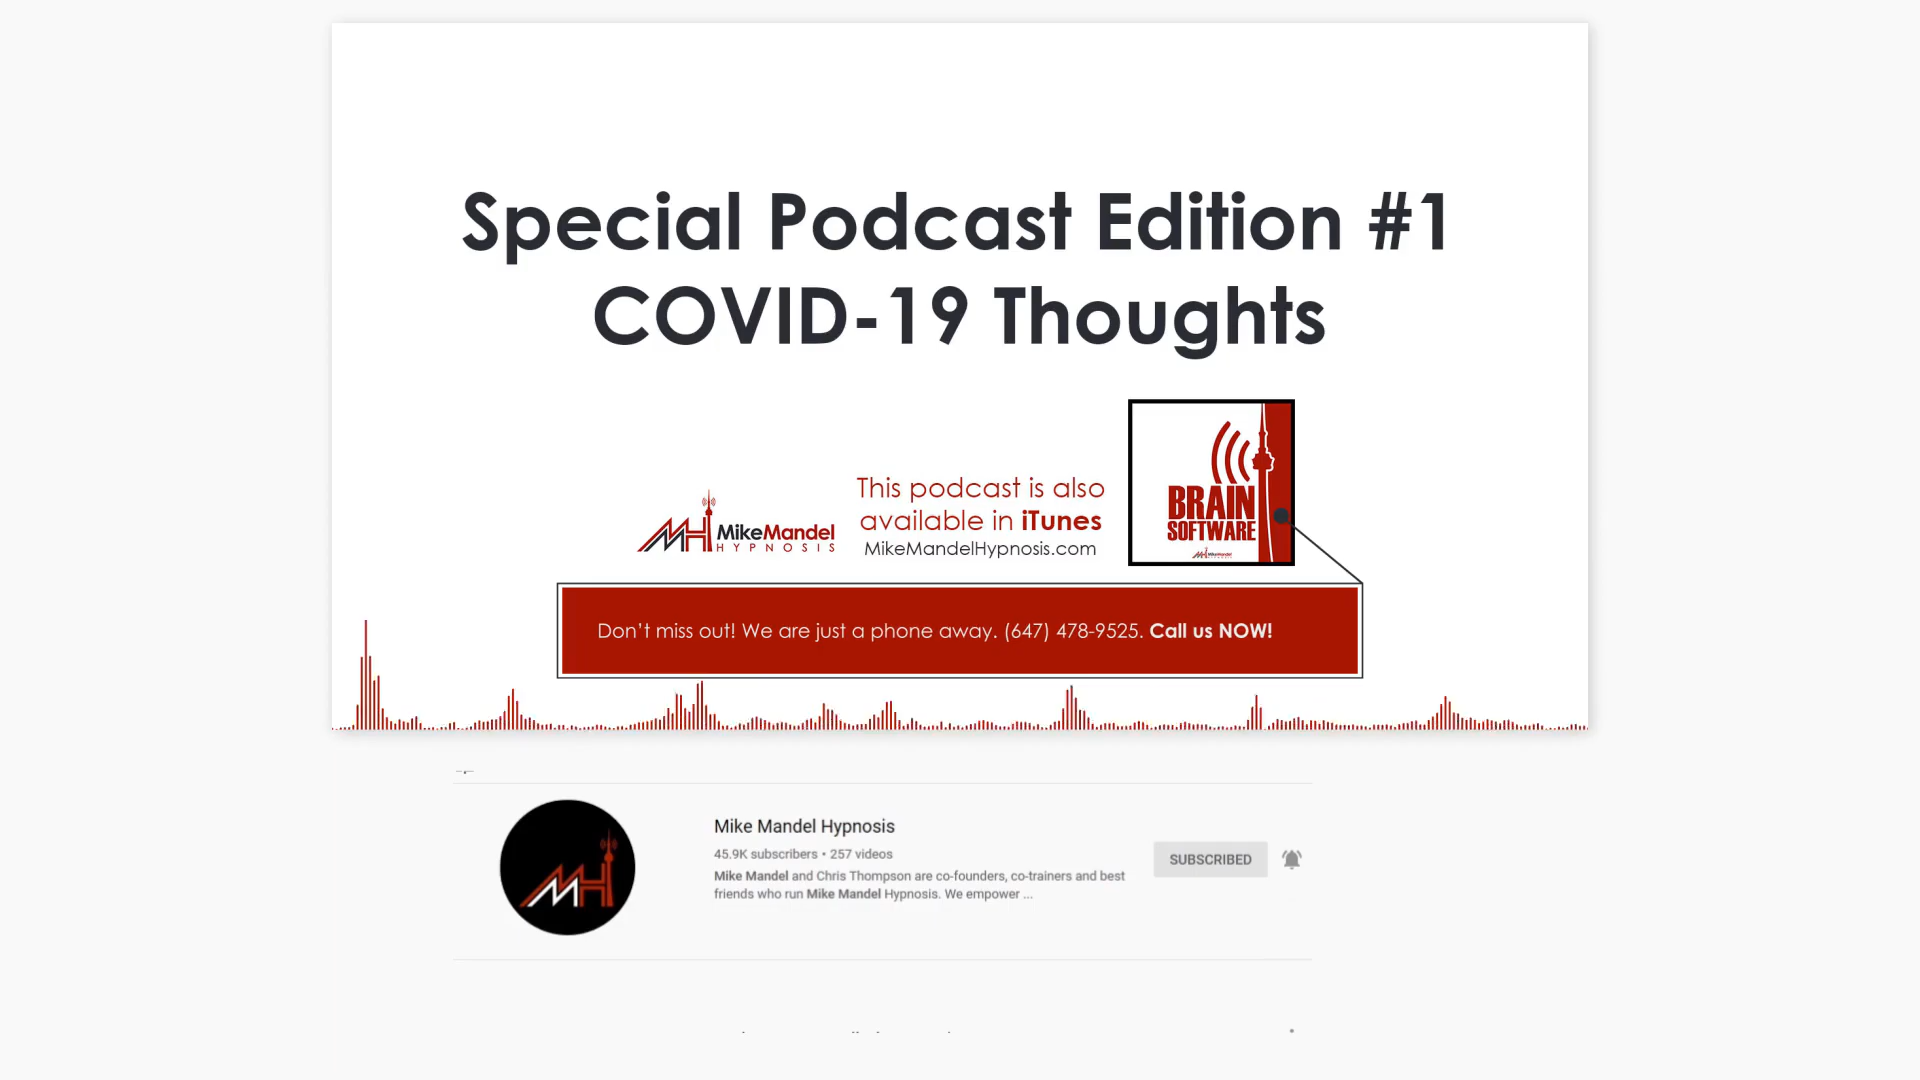 Special Podcast Edition #1
COVID-19 Thoughts
This podcast is also
available in iTunes
MikeMandelHypnosis.com
MikeMandel
HYPNOSIS
BRAIN
SOFTWARE
MikeMandel
Don’t miss out! We are just a phone away. (647) 478-9525. Call us NOW!
Mike Mandel Hypnosis
45.9K subscribers • 257 videos
Mike Mandel and Chris Thompson are co-founders, co-trainers and best
friends who run Mike Mandel Hypnosis. We empower ...
SUBSCRIBED